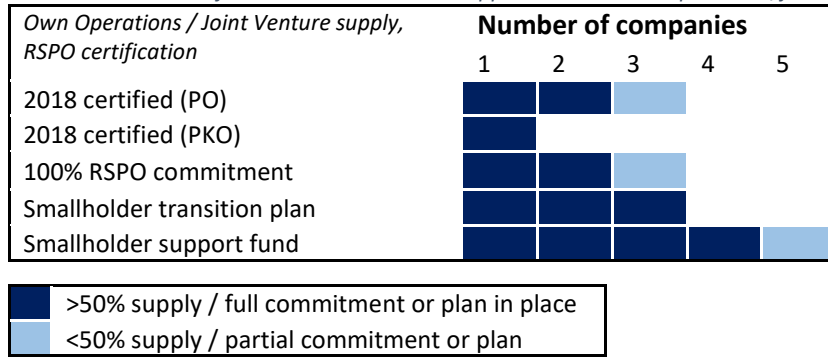 Own Operations / Joint Venture supply,
RSPO certification
Number of companies
1 2 3 4 5
2018 certified (PO)
2018 certified (PKO)
100% RSPO commitment
Smallholder transition plan
Smallholder support fund
>50% supply / full commitment or plan in place
<50% supply / partial commitment or plan